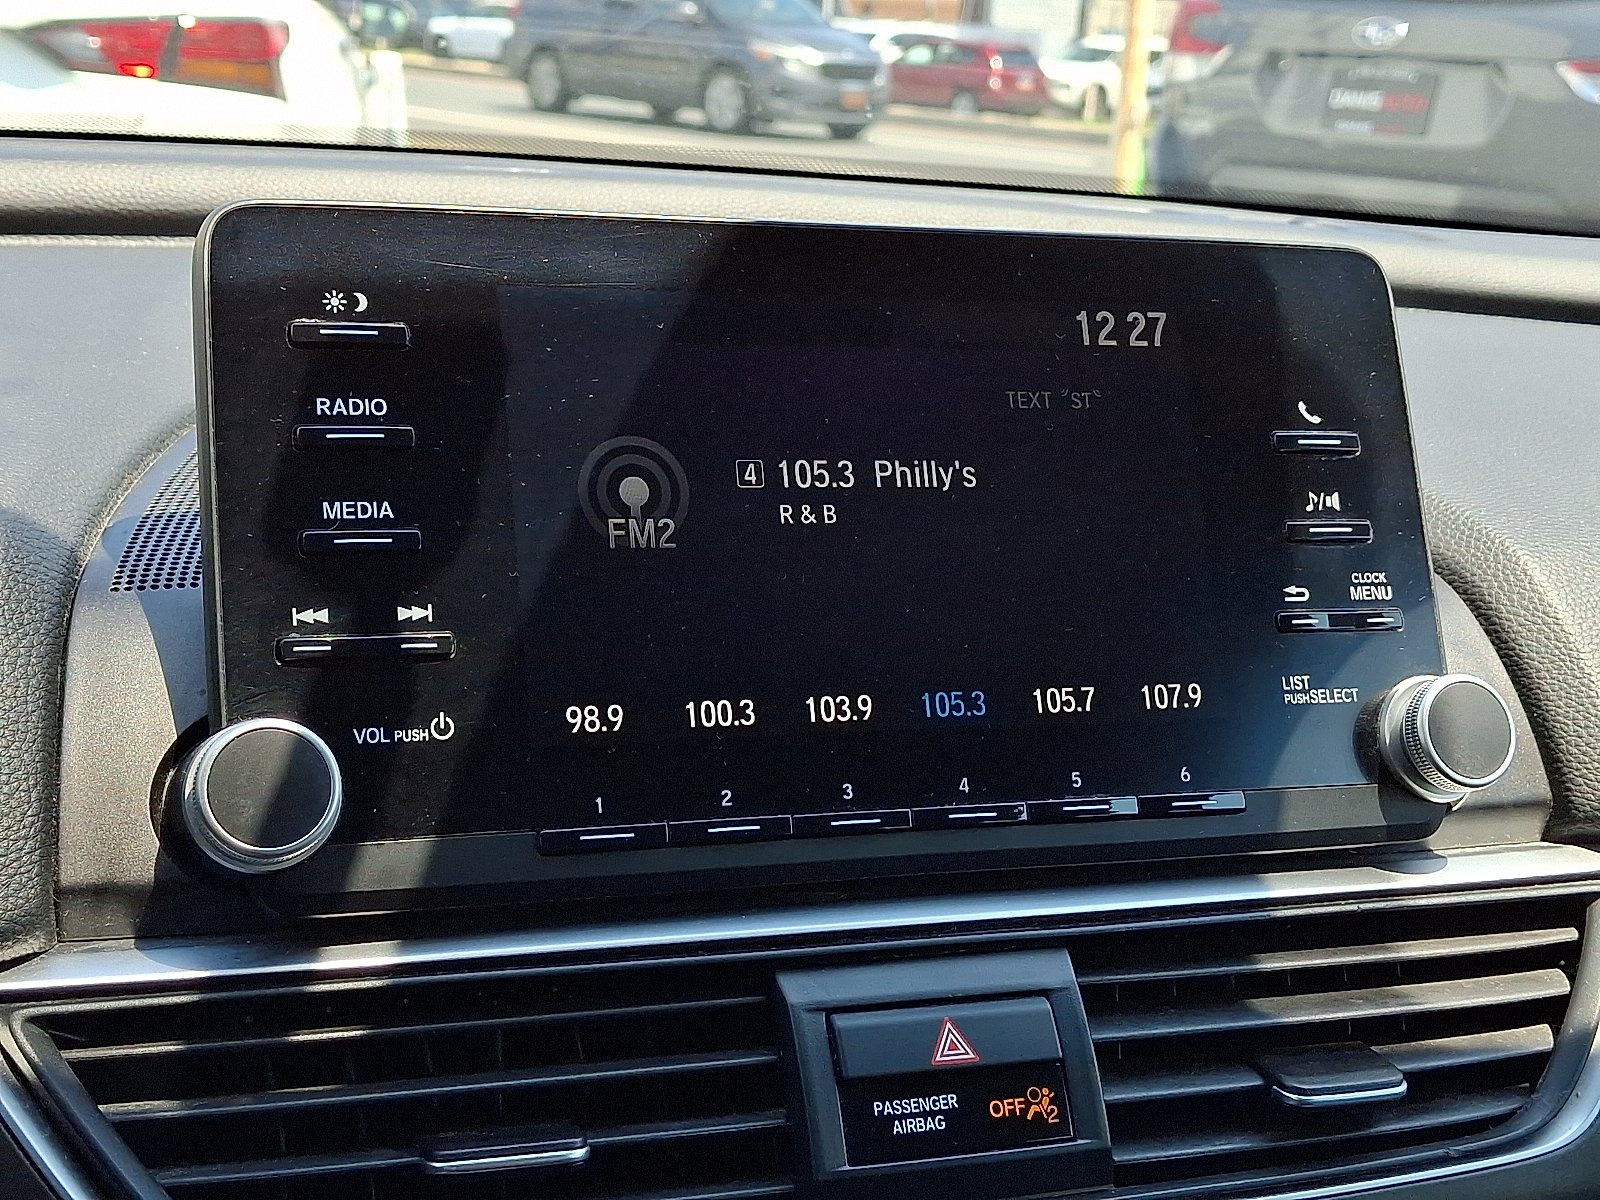 12 27
RADIO
TEXT "ST"
4 105.3 Philly's
R & B
FM2
MEDIA
CLOCK
MENU
LIST
PUSH SELECT
VOL PUSH
98.9 100.3 103.9 105.3 105.7 107.9
1 2 3 4 5 6
PASSENGER
AIRBAG
OFF 2